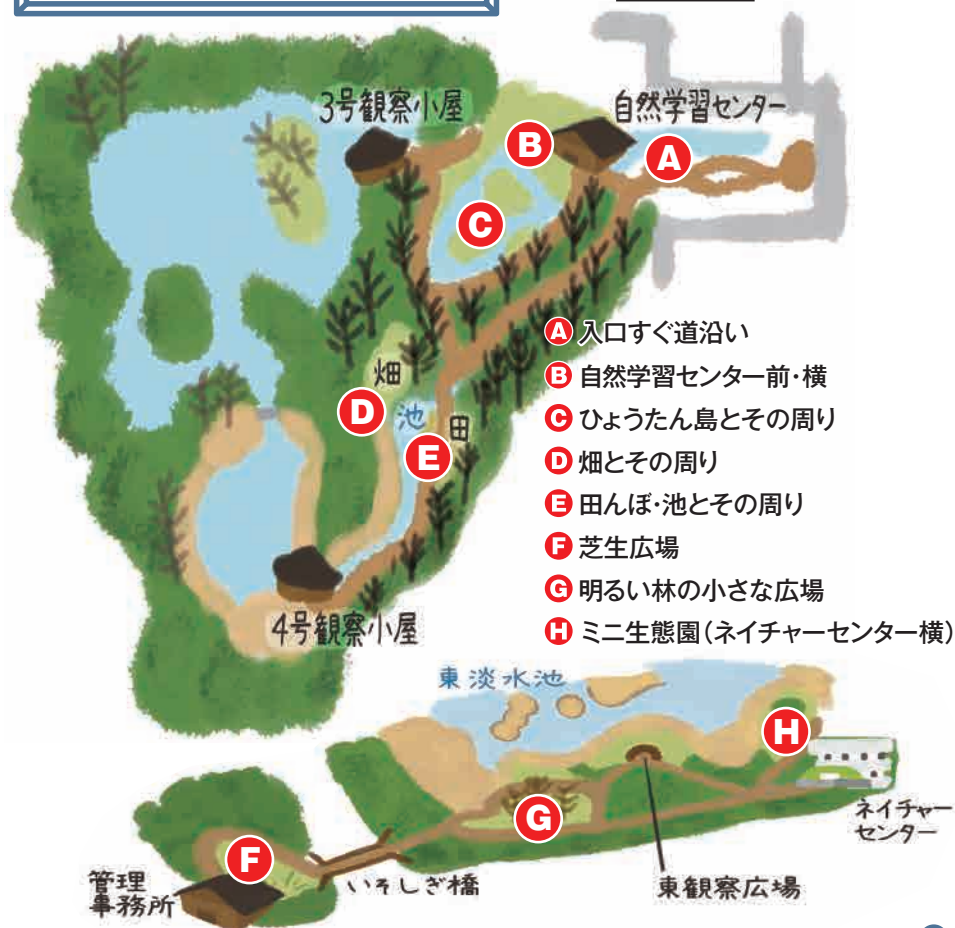 3号観察小屋
自然学習センター
B
A
C
A 入口すぐ道沿い
B 自然学習センター前・横
C ひょうたん島とその周り
D 畑とその周り
E 田んぼ・池とその周り
F 芝生広場
G 明るい林の小さな広場
H ミニ生態園(ネイチャーセンター横)
畑
D
池
田
E
4号観察小屋
東淡水池
H
G
ネイチャー
センター
F
管理
事務所
いそしぎ橋
東観察広場